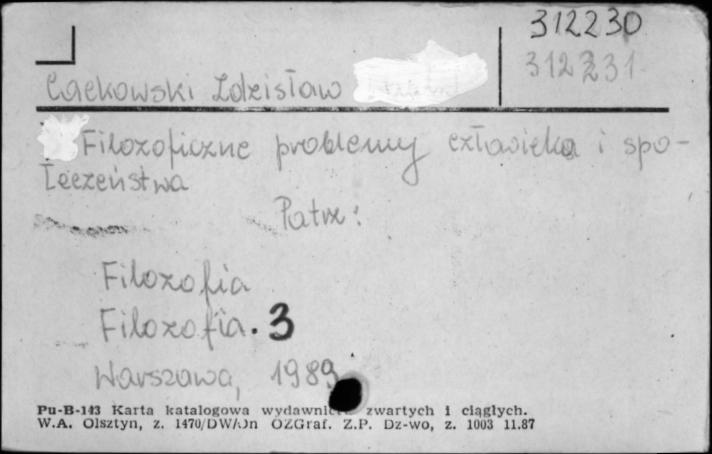 312230
312231
Cackowski Zdzisław
Filozoficzne problemy człowieka i spo-
łeczeństwa
Patrz:
Filozofia
Filozofia. 3
Warszawa, 1989
Pu-B-143 Karta katalogowa wydawnictw zwartych i ciągłych.
W.A. Olsztyn, z. 1470/DW/Jn OZGraf. Z.P. Dz-wo, z. 1003 11.87